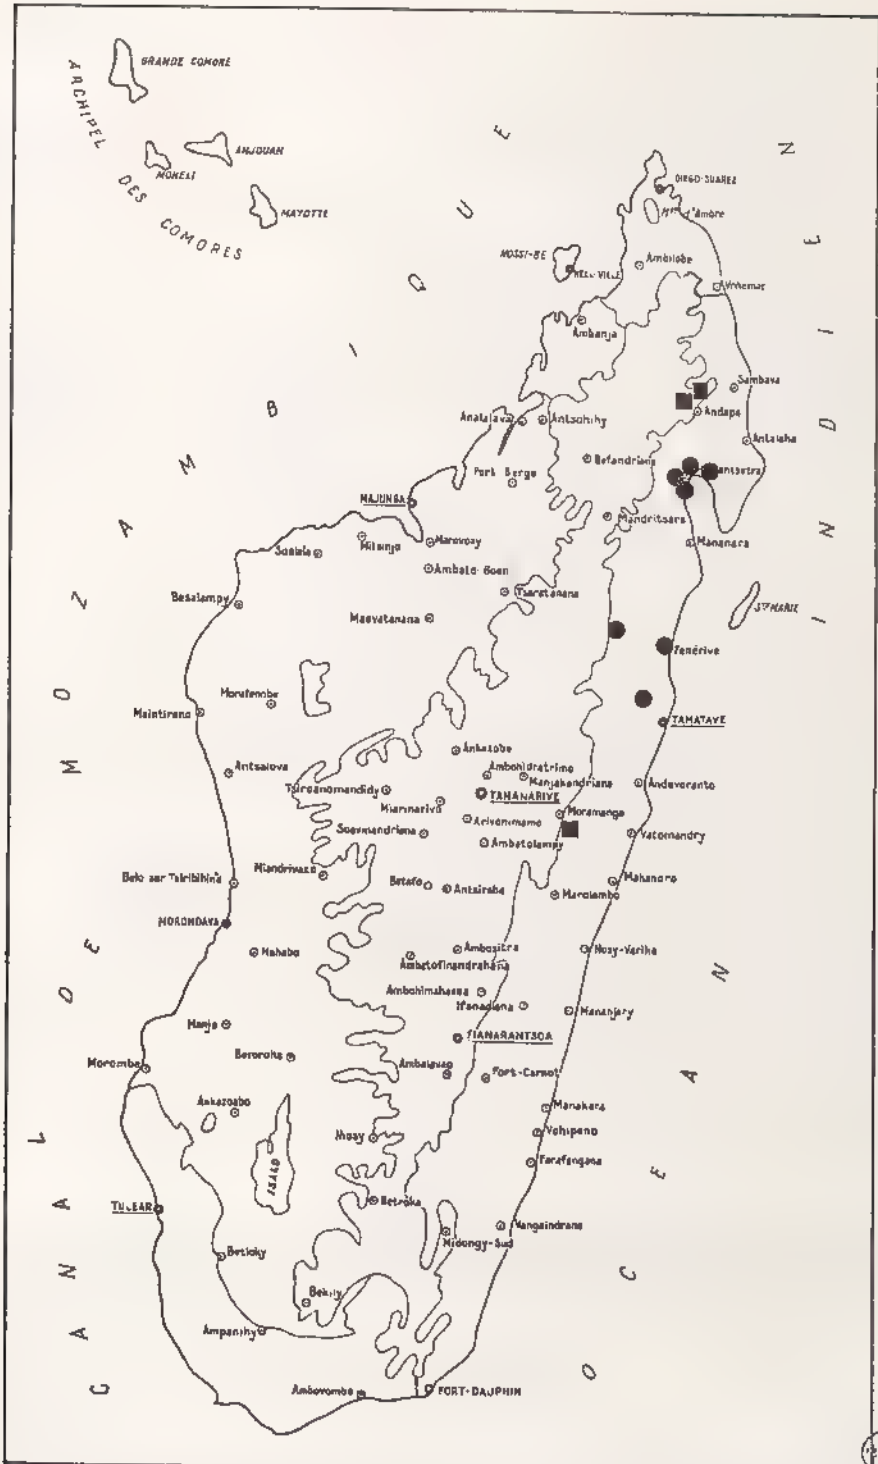 GRANDE COMORE
ARCHIPEL DES COMORES
ANJOUAN
MOHELI
MAYOTTE
CANAL DE MOZAMBIQUE
OCEAN INDIEN
DIEGO-SUAREZ
Mt d'Ambre
NOSSI-BE
HELL-VILLE
Ambilobe
Vohemar
Ambanja
Sambava
Andapa
Analalava
Antsohihy
Antalaha
Befandriana
Port Berge
antsetra
MAJUNGA
Mandritsara
Mananara
Soalala
Mitsinjo
Marovoay
Ambato-Boen
Tsaratanana
Besalampy
Maevatanana
Ste MARIE
Fenérive
Morafenobe
Maintirano
TAMATAVE
Ankazobe
Antsalova
Ambohidratrimo
Manjakandriana
Andevoranto
Tsiroanomandidy
TANANARIVE
Miarinarivo
Moramanga
Arivonimamo
Soavinandriana
Vatomandry
Ambatolampy
Belo sur Tsiribihina
Miandrivazo
Betafo
Antsirabe
Mahanoro
Marolambo
MORONDAVA
Mahabo
Ambositra
Nosy-Varika
Ambatofinandrahana
Ambohimahasoa
Ifanadiana
Mananjary
Manja
FIANARANTSOA
Beroroha
Morombe
Ambalavao
Fort-Carnot
Ankazoabo
Manakara
Vohipeno
Ihosy
ISALO
Farafangana
TULEAR
Betroka
Vangaindrano
Midongy-Sud
Betioky
Bekily
Ampanihy
Ambovombe
FORT-DAUPHIN